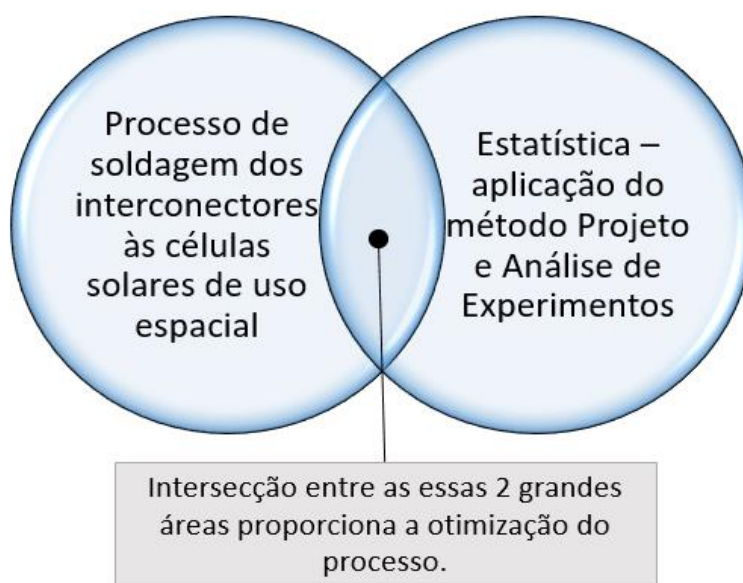 Processo de
soldagem dos
interconectores
às células
solares de uso
espacial
Estatística –
aplicação do
método Projeto
e Análise de
Experimentos
Intersecção entre as essas 2 grandes
áreas proporciona a otimização do
processo.